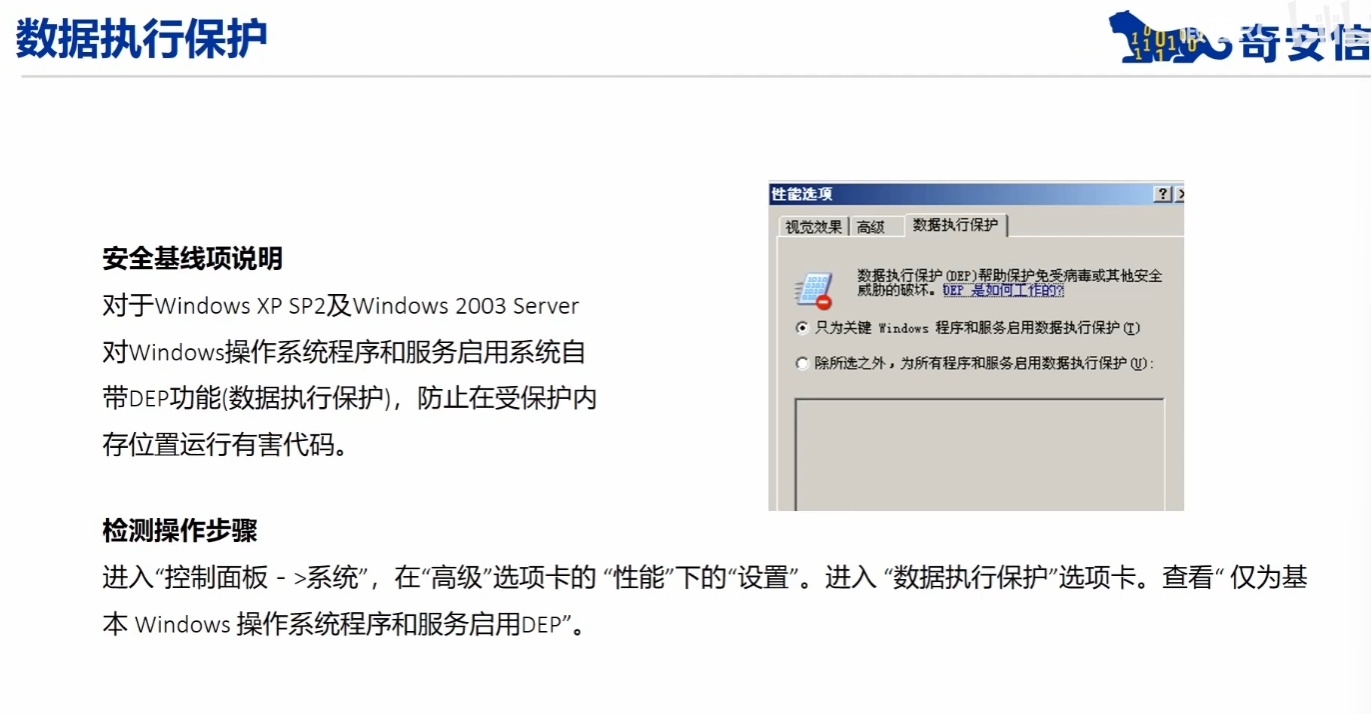 数据执行保护
奇安信
安全基线项说明
对于Windows XP SP2及Windows 2003 Server
对Windows操作系统程序和服务启用系统自
带DEP功能(数据执行保护)，防止在受保护内
存位置运行有害代码。
性能选项
视觉效果 高级 数据执行保护
数据执行保护(DEP)帮助保护免受病毒或其他安全
威胁的破坏。DEP 是如何工作的?
只为关键 Windows 程序和服务启用数据执行保护(T)
除所选之外，为所有程序和服务启用数据执行保护(U):
检测操作步骤
进入“控制面板－>系统”，在“高级”选项卡的 “性能”下的“设置”。进入 “数据执行保护”选项卡。查看“ 仅为基
本 Windows 操作系统程序和服务启用DEP”。